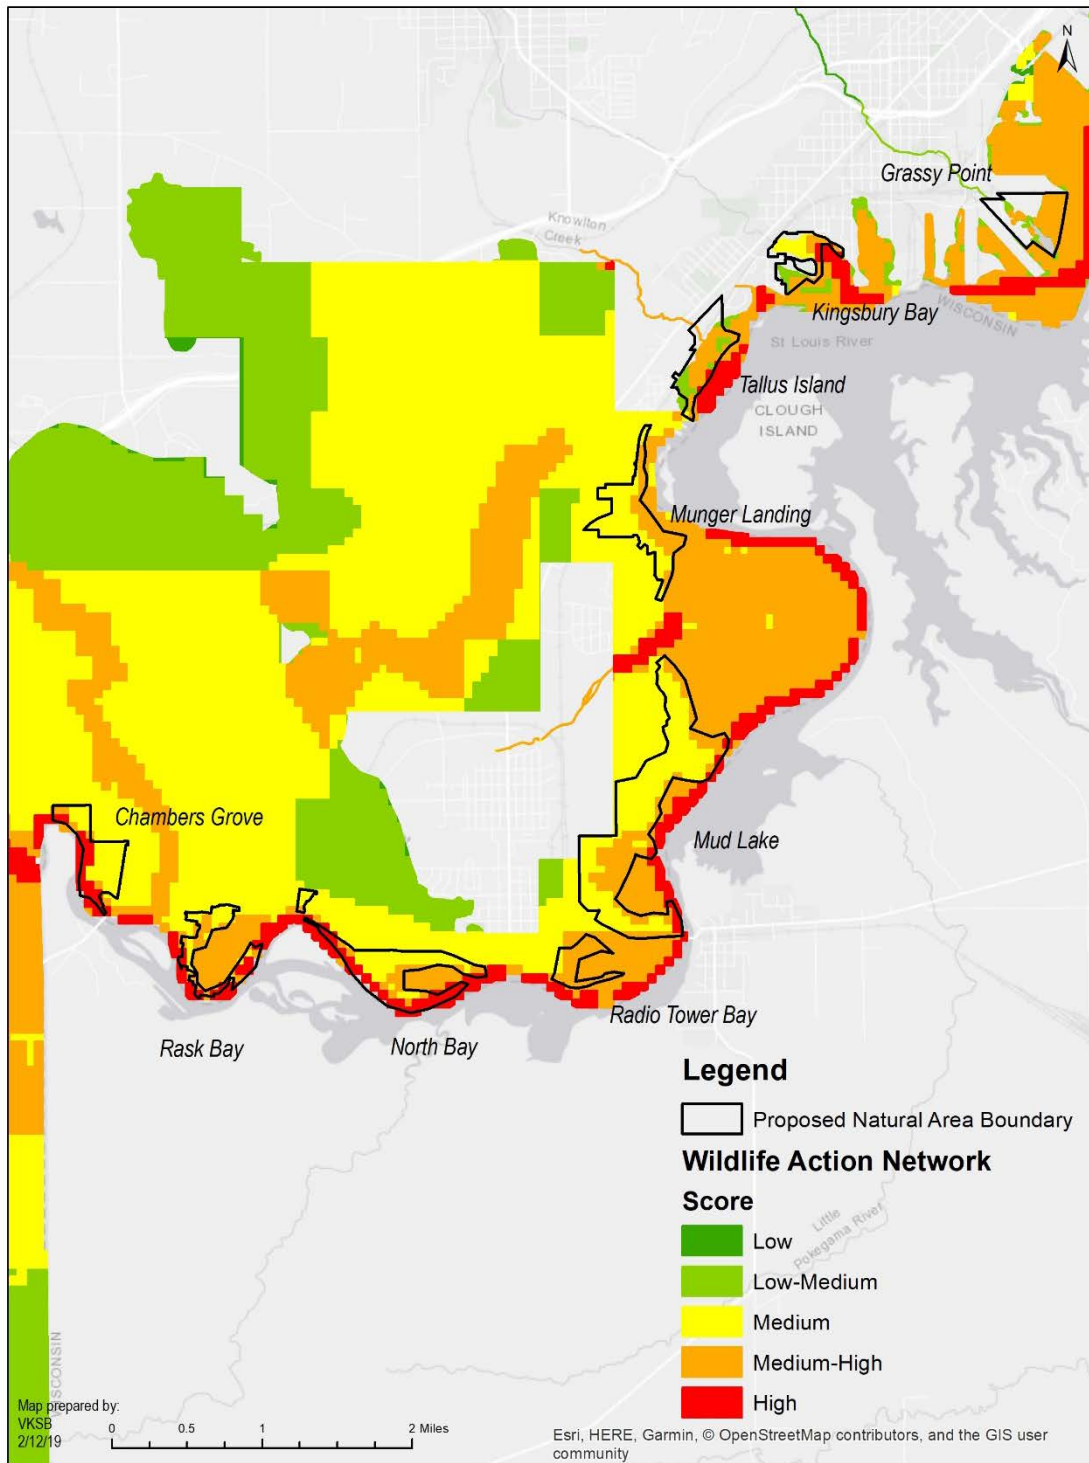 N
Grassy Point
Knowlton
Creek
Kingsbury Bay
WISCONSIN
St Louis River
Tallus Island
CLOUGH
ISLAND
Munger Landing
Chambers Grove
Mud Lake
Radio Tower Bay
Rask Bay
North Bay
Legend
Proposed Natural Area Boundary
Wildlife Action Network
Score
Low
Low-Medium
Medium
Medium-High
High
Little
Pokegama River
WISCONSIN
Map prepared by:
VKSB
2/12/19
0 0.5 1 2 Miles
Esri, HERE, Garmin, © OpenStreetMap contributors, and the GIS user
community